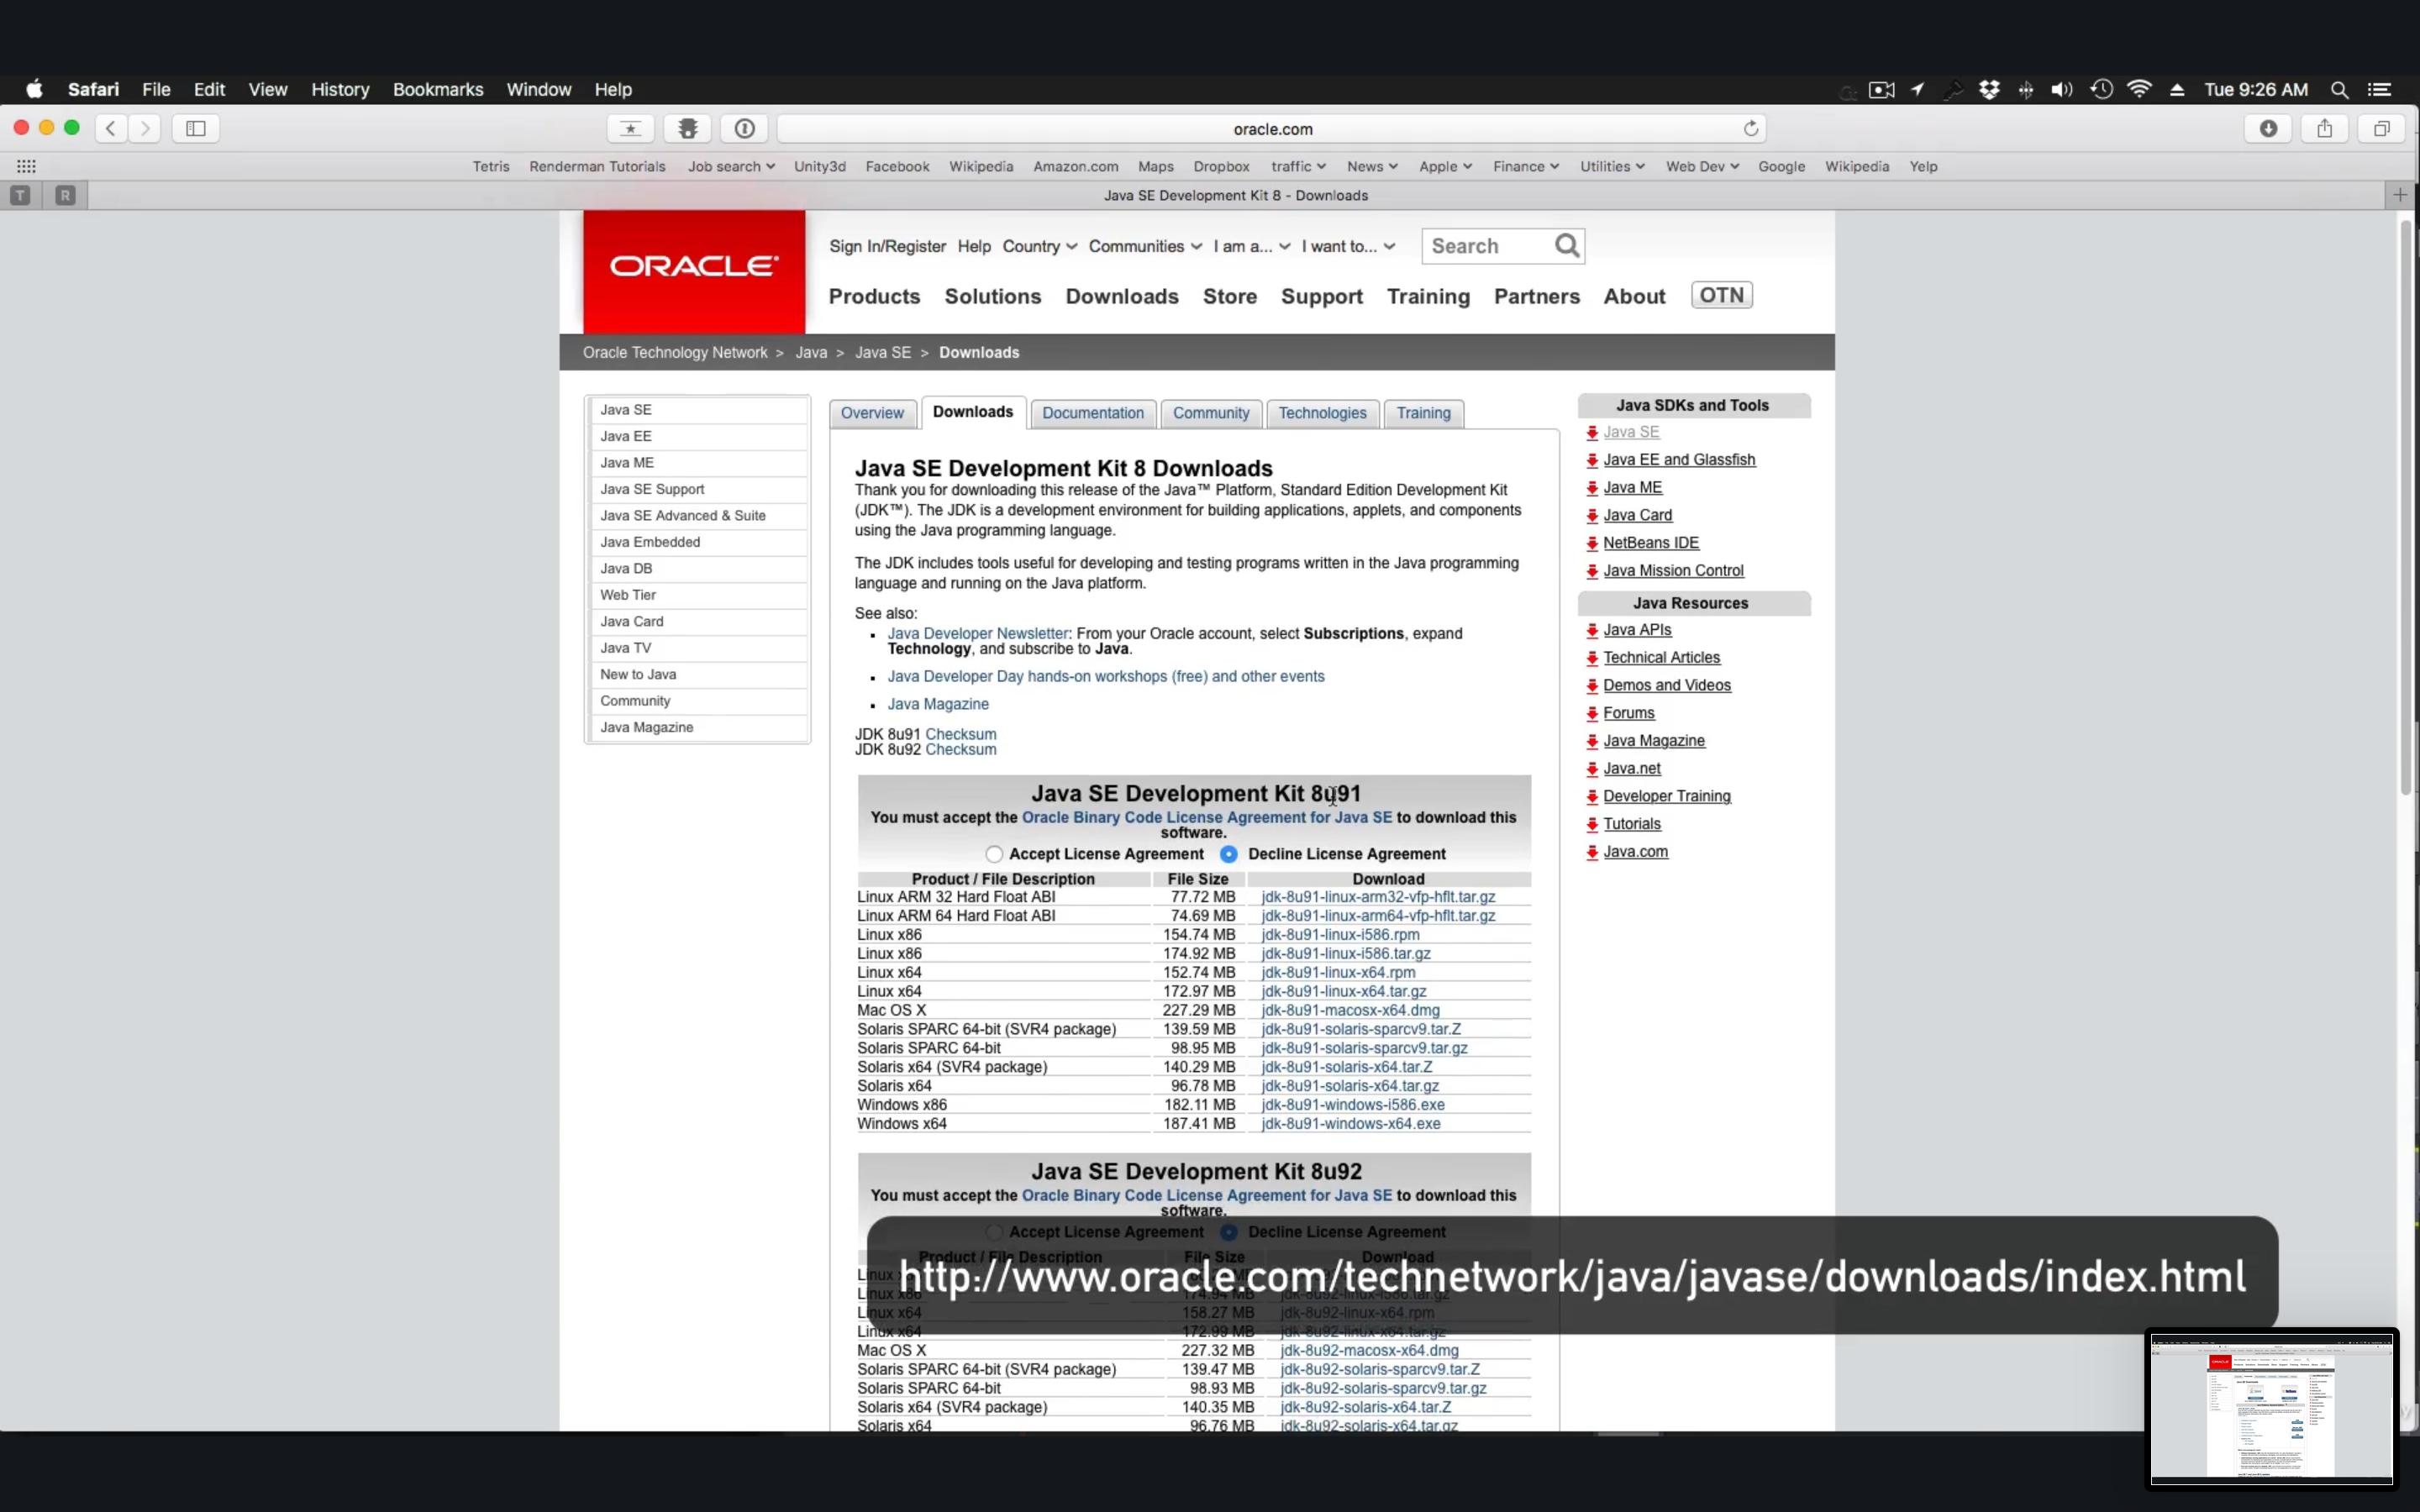 Safari File Edit View History Bookmarks Window Help Tue 9:26 AM
oracle.com
Tetris Renderman Tutorials Job search Unity3d Facebook Wikipedia Amazon.com Maps Dropbox traffic News Apple Finance Utilities Web Dev Google Wikipedia Yelp
T R Java SE Development Kit 8 - Downloads
ORACLE
Sign In/Register Help Country Communities I am a... I want to... Search
Products Solutions Downloads Store Support Training Partners About OTN
Oracle Technology Network > Java > Java SE > Downloads
Java SE
Java EE
Java ME
Java SE Support
Java SE Advanced & Suite
Java Embedded
Java DB
Web Tier
Java Card
Java TV
New to Java
Community
Java Magazine
Overview Downloads Documentation Community Technologies Training
Java SE Development Kit 8 Downloads
Thank you for downloading this release of the Java™ Platform, Standard Edition Development Kit
(JDK™). The JDK is a development environment for building applications, applets, and components
using the Java programming language.
The JDK includes tools useful for developing and testing programs written in the Java programming
language and running on the Java platform.
See also:
Java Developer Newsletter: From your Oracle account, select Subscriptions, expand
Technology, and subscribe to Java.
Java Developer Day hands-on workshops (free) and other events
Java Magazine
JDK 8u91 Checksum
JDK 8u92 Checksum
Java SE Development Kit 8u91
You must accept the Oracle Binary Code License Agreement for Java SE to download this
software.
Accept License Agreement Decline License Agreement
Product / File Description File Size Download
Linux ARM 32 Hard Float ABI 77.72 MB jdk-8u91-linux-arm32-vfp-hflt.tar.gz
Linux ARM 64 Hard Float ABI 74.69 MB jdk-8u91-linux-arm64-vfp-hflt.tar.gz
Linux x86 154.74 MB jdk-8u91-linux-i586.rpm
Linux x86 174.92 MB jdk-8u91-linux-i586.tar.gz
Linux x64 152.74 MB jdk-8u91-linux-x64.rpm
Linux x64 172.97 MB jdk-8u91-linux-x64.tar.gz
Mac OS X 227.29 MB jdk-8u91-macosx-x64.dmg
Solaris SPARC 64-bit (SVR4 package) 139.59 MB jdk-8u91-solaris-sparcv9.tar.Z
Solaris SPARC 64-bit 98.95 MB jdk-8u91-solaris-sparcv9.tar.gz
Solaris x64 (SVR4 package) 140.29 MB jdk-8u91-solaris-x64.tar.Z
Solaris x64 96.78 MB jdk-8u91-solaris-x64.tar.gz
Windows x86 182.11 MB jdk-8u91-windows-i586.exe
Windows x64 187.41 MB jdk-8u91-windows-x64.exe
Java SE Development Kit 8u92
You must accept the Oracle Binary Code License Agreement for Java SE to download this
software.
Accept License Agreement Decline License Agreement
Product / File Description File Size Download
http://www.oracle.com/technetwork/java/javase/downloads/index.html
Linux x86 174.94 MB jdk-8u92-linux-i586.tar.gz
Linux x64 158.27 MB jdk-8u92-linux-x64.rpm
Linux x64 172.99 MB jdk-8u92-linux-x64.tar.gz
Mac OS X 227.32 MB jdk-8u92-macosx-x64.dmg
Solaris SPARC 64-bit (SVR4 package) 139.47 MB jdk-8u92-solaris-sparcv9.tar.Z
Solaris SPARC 64-bit 98.93 MB jdk-8u92-solaris-sparcv9.tar.gz
Solaris x64 (SVR4 package) 140.35 MB jdk-8u92-solaris-x64.tar.Z
Solaris x64 96.76 MB jdk-8u92-solaris-x64.tar.gz
Java SDKs and Tools
Java SE
Java EE and Glassfish
Java ME
Java Card
NetBeans IDE
Java Mission Control
Java Resources
Java APIs
Technical Articles
Demos and Videos
Forums
Java Magazine
Java.net
Developer Training
Tutorials
Java.com